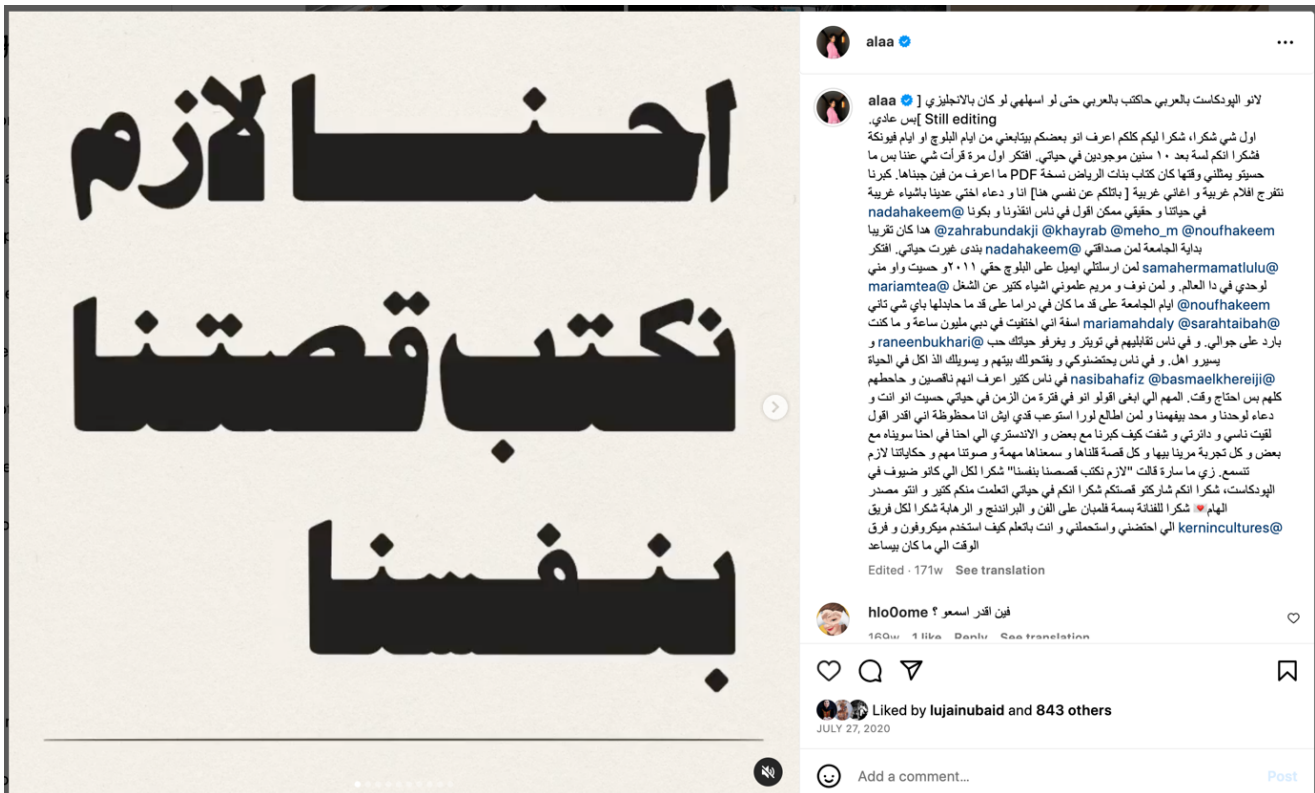 احنا لازم
نكتب قصتنا
بنفسنا
alaa
alaa لانو الپودكاست بالعربي حاكتب بالعربي حتى لو اسهلهي لو كان بالانجليزي [
Still editing ]بس عادي.
اول شي شكرا، شكرا ليكم كلكم اعرف انو بعضكم بيتابعني من ايام البلوچ او ايام فيونكة
فشكرا انكم لسة بعد ١٠ سنين موجودين في حياتي. افتكر اول مرة قرأت شي عننا بس ما
حسيتو يمثلني وقتها كان كتاب بنات الرياض نسخة PDF ما اعرف من فين جبناها. كبرنا
نتفرج افلام غربية و اغاني غربية [ باتلكم عن نفسي هنا] انا و دعاء اختي عدينا باشياء غريبة
في حياتنا و حقيقي ممكن اقول في ناس انقذونا و بكونا @nadahakeem
@zahrabundakji @khayrab @meho_m @noufhakeem هدا كان تقريبا
بداية الجامعة لمن صداقتي @nadahakeem بندى غيرت حياتي. افتكر
@samahermamatlulu لمن ارسلتلي ايميل على البلوچ حقي ٢٠١١و حسيت واو مني
لوحدي في دا العالم. و لمن نوف و مريم علموني اشياء كتير عن الشغل @mariamtea
@noufhakeem ايام الجامعة على قد ما كان في دراما على قد ما حابدلها باي شي تاني
@mariamahdaly @sarahtaibah اسفة اني اختفيت في دبي مليون ساعة و ما كنت
بارد على جوالي. و في ناس تقابليهم في تويتر و يغرفو حياتك حب @raneenbukhari و
يسيرو اهل. و في ناس يحتضنوكي و يفتحولك بيتهم و يسويلك الذ اكل في الحياة
@nasibahafiz @basmaelkhereiji في ناس كتير اعرف انهم ناقصين و حاحطهم
كلهم بس احتاج وقت. المهم الي ابغى اقولو انو في فترة من الزمن في حياتي حسيت انو انت و
دعاء لوحدنا و محد بيفهمنا و لمن اطالع لورا استوعب قدي ايش انا محظوظة اني اقدر اقول
لقيت ناسي و دائرتي و شفت كيف كبرنا مع بعض و الاندستري الي احنا في احنا سويناه مع
بعض و كل تجربة مرينا بيها و كل قصة قلناها و سمعناها مهمة و صوتنا مهم و حكاياتنا لازم
تنسمع. زي ما سارة قالت "لازم نكتب قصصنا بنفسنا" شكرا لكل الي كانو ضيوف في
الپودكاست، شكرا انكم شاركتو قصتكم شكرا انكم في حياتي اتعلمت منكم كتير و انتو مصدر
الهام💌 شكرا للفنانة بسمة فلمبان على الفن و البراندنج و الرهابة شكرا لكل فريق
@kernincultures الي احتضني واستحملني و انت باتعلم كيف استخدم ميكروفون و فرق
الوقت الي ما كان بيساعد
Edited · 171w See translation
hlo0ome فين اقدر اسمعو ؟
169w 1 like Reply See translation
Liked by lujainubaid and 843 others
JULY 27, 2020
Add a comment...
Post